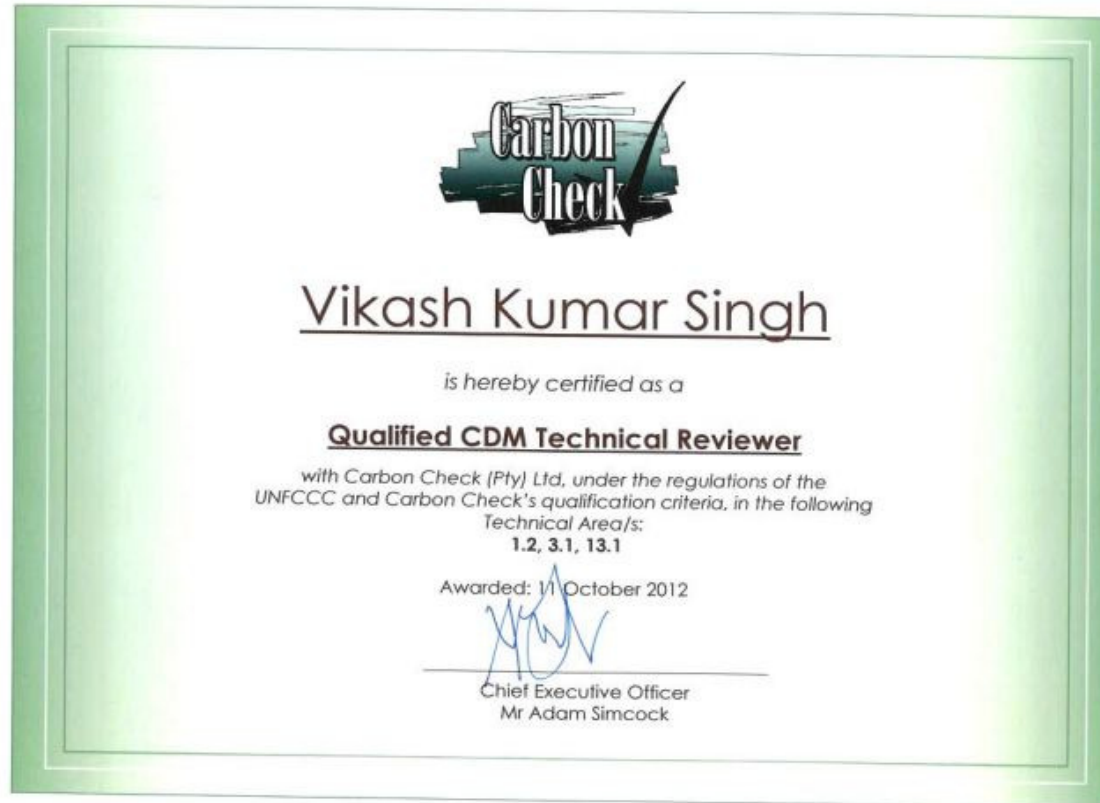 Carbon
Check
Vikash Kumar Singh
is hereby certified as a
Qualified CDM Technical Reviewer
with Carbon Check (Pty) Ltd, under the regulations of the
UNFCCC and Carbon Check's qualification criteria, in the following
Technical Area/s:
1.2, 3.1, 13.1
Awarded: 11 October 2012
Chief Executive Officer
Mr Adam Simcock